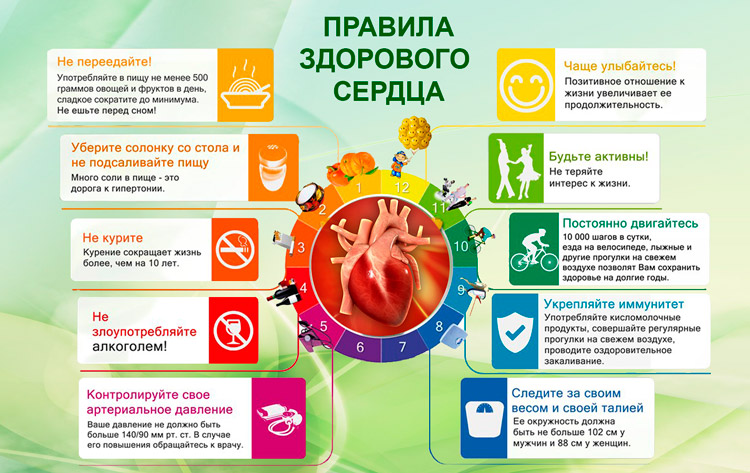 ПРАВИЛА
ЗДОРОВОГО
СЕРДЦА
Не переедайте!
Употребляйте в пищу не менее 500
граммов овощей и фруктов в день,
сладкое сократите до минимума.
Не ешьте перед сном!
Уберите солонку со стола и
не подсаливайте пищу
Много соли в пище - это
дорога к гипертонии.
Не курите
Курение сокращает жизнь
более, чем на 10 лет.
Не
злоупотребляйте
алкоголем!
Контролируйте свое
артериальное давление
Ваше давление не должно быть
больше 140/90 мм рт. ст. В случае
его повышения обращайтесь к врачу.
Чаще улыбайтесь!
Позитивное отношение к
жизни увеличивает ее
продолжительность.
Будьте активны!
Не теряйте
интерес к жизни.
Постоянно двигайтесь
10 000 шагов в сутки,
езда на велосипеде, лыжные и
другие прогулки на свежем
воздухе позволят Вам сохранить
здоровье на долгие годы.
Укрепляйте иммунитет
Употребляйте кисломолочные
продукты, совершайте регулярные
прогулки на свежем воздухе,
проводите оздоровительное
закаливание.
Следите за своим
весом и своей талией
Ее окружность должна
быть не больше 102 см у
мужчин и 88 см у женщин.
1
2
3
4
5
6
7
8
9
10
11
12